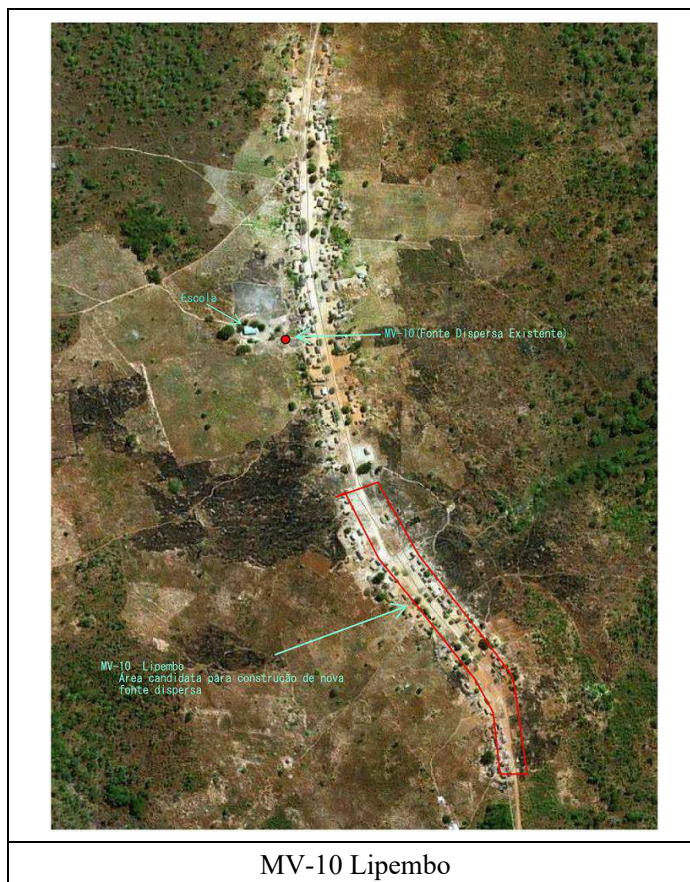 Escola
MV-10(Fonte Dispersa Existente)
MV-10 Lipembo
Área candidata para construção de nova
fonte dispersa
MV-10 Lipembo